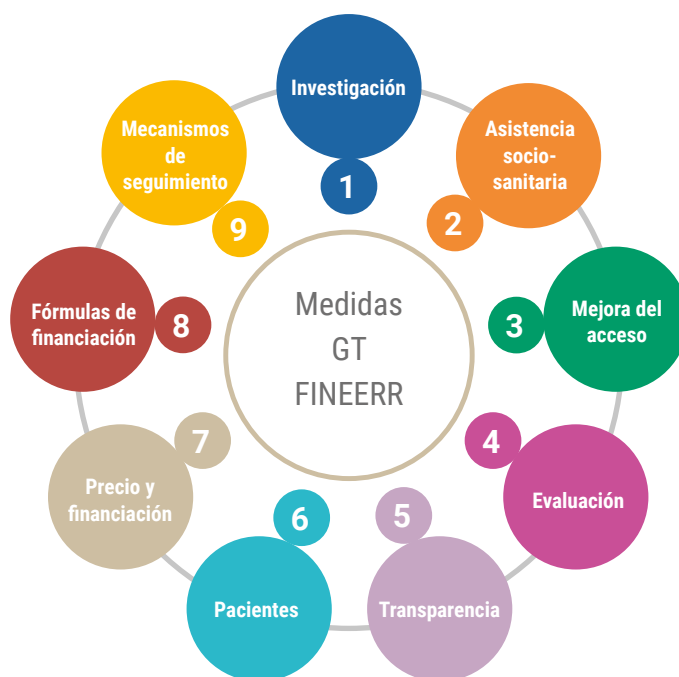 Investigación
1
Asistencia
socio-
sanitaria
2
Mejora del
acceso
3
Evaluación
4
Transparencia
5
Pacientes
6
Precio y
financiación
7
Fórmulas de
financiación
8
Mecanismos
de
seguimiento
9
Medidas
GT
FINEERR